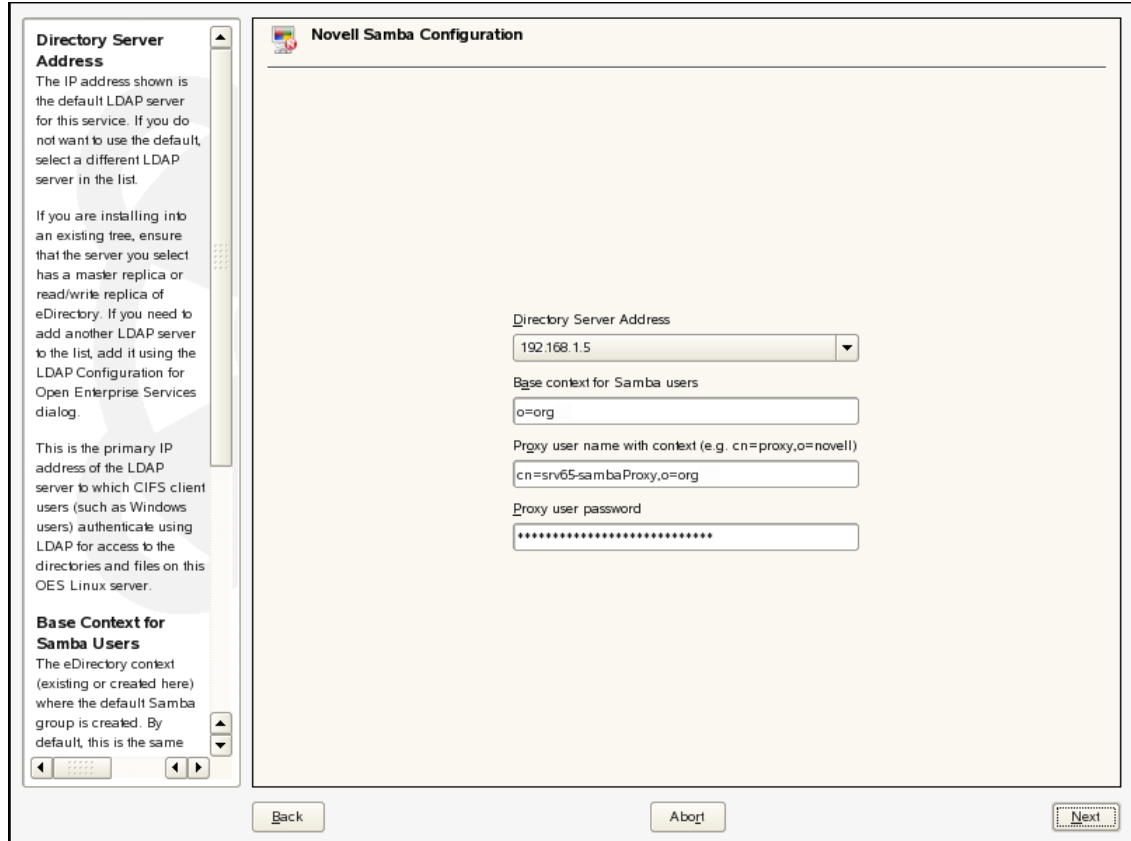 Directory Server
Address
The IP address shown is
the default LDAP server
for this service. If you do
not want to use the default,
select a different LDAP
server in the list.
If you are installing into
an existing tree, ensure
that the server you select
has a master replica or
read/write replica of
eDirectory. If you need to
add another LDAP server
to the list, add it using the
LDAP Configuration for
Open Enterprise Services
dialog.
This is the primary IP
address of the LDAP
server to which CIFS client
users (such as Windows
users) authenticate using
LDAP for access to the
directories and files on this
OES Linux server.
Base Context for
Samba Users
The eDirectory context
(existing or created here)
where the default Samba
group is created. By
default, this is the same
Novell Samba Configuration
Directory Server Address
192.168.1.5
Base context for Samba users
o=org
Proxy user name with context (e.g. cn=proxy,o=novell)
cn=srv65-sambaProxy,o=org
Proxy user password
****************************
Back
Abort
Next